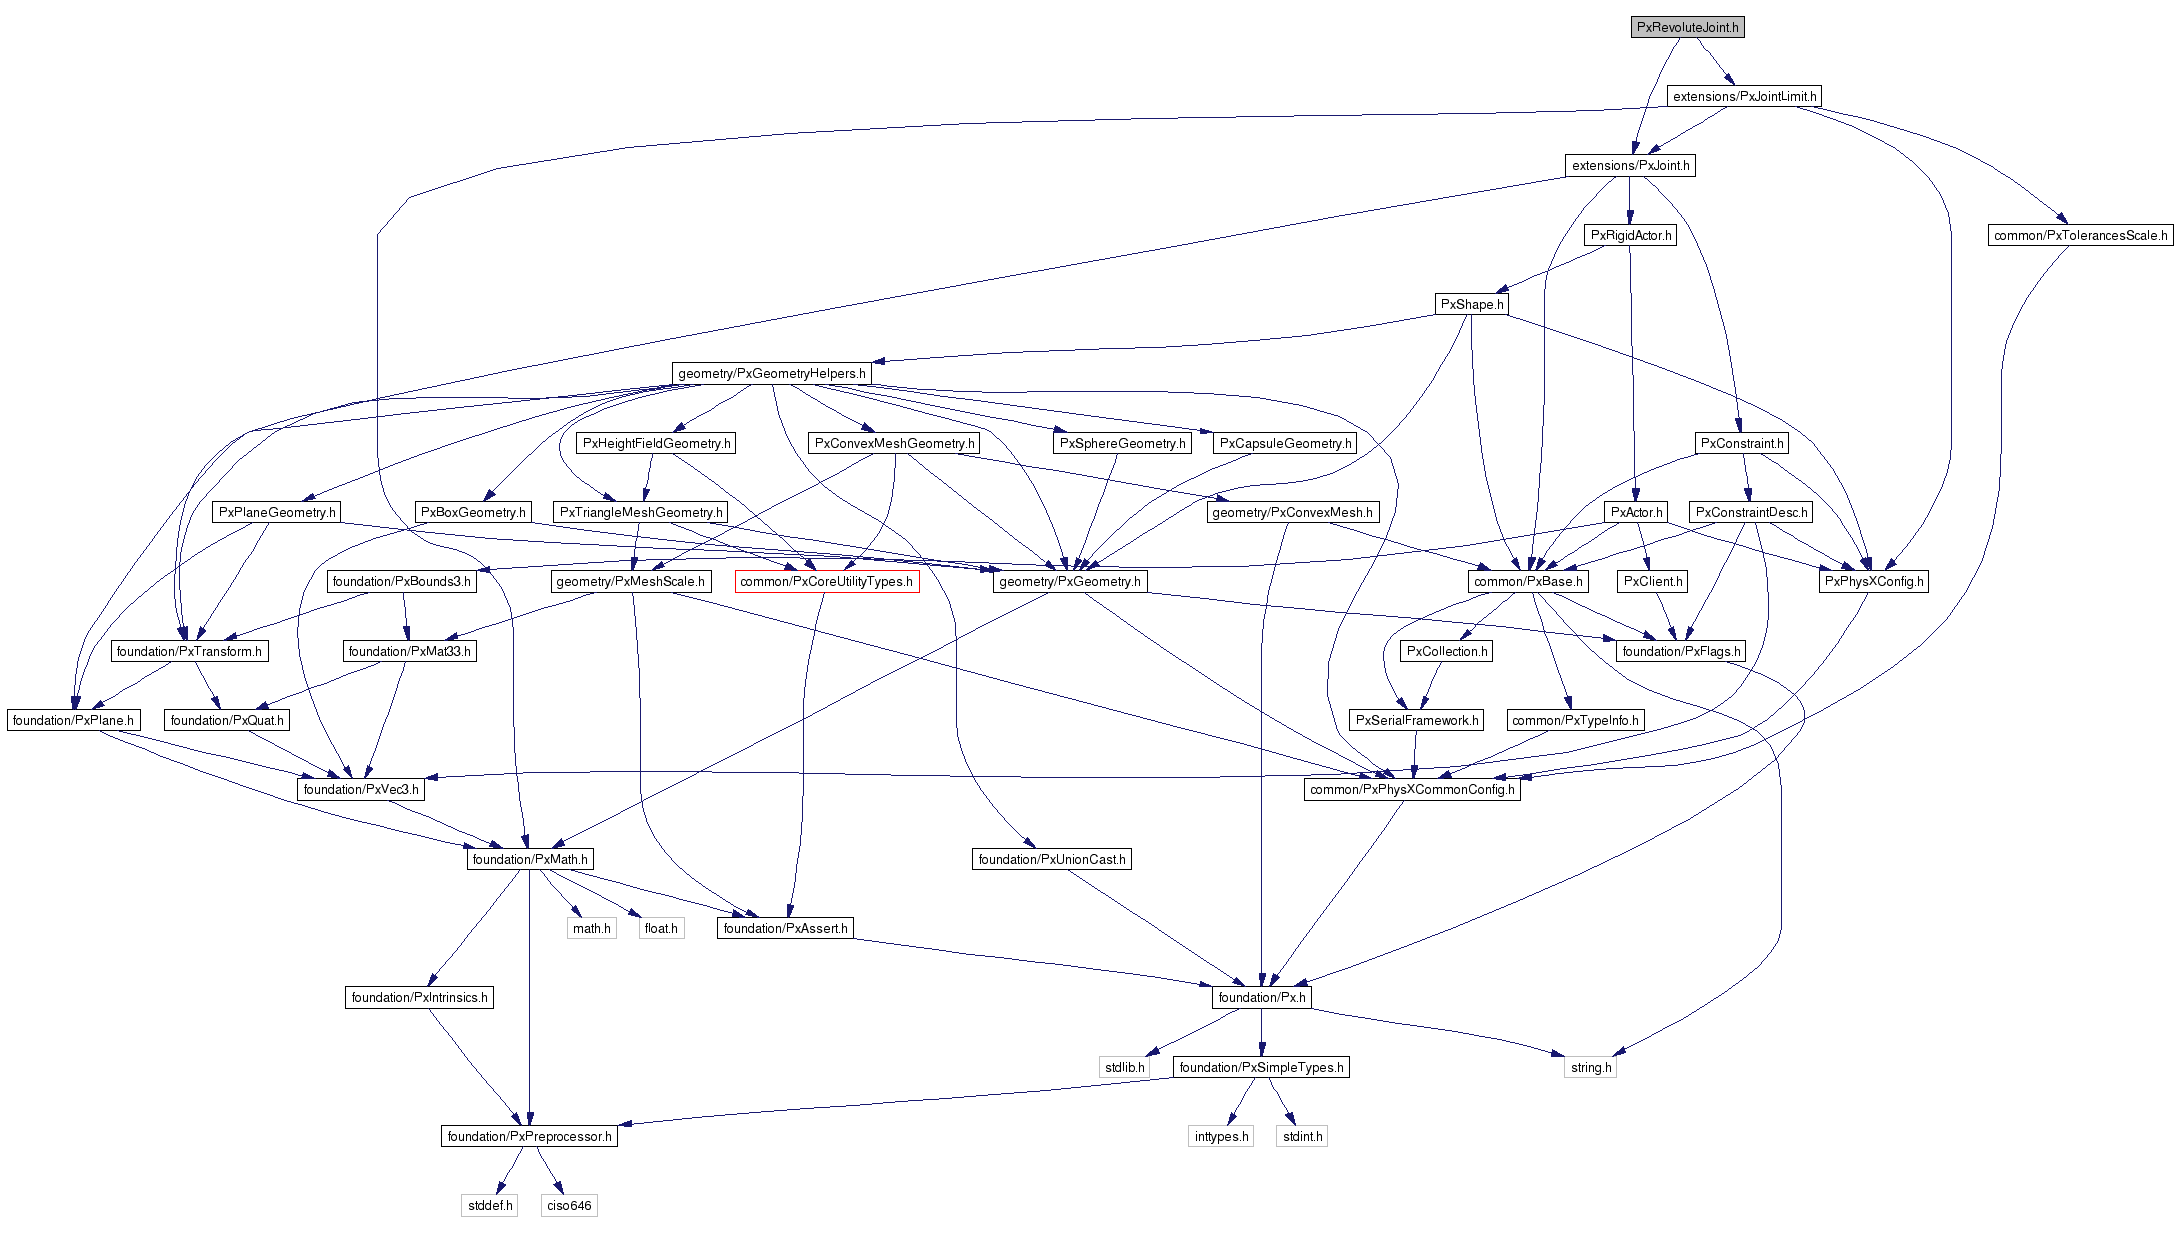 PxRevoluteJoint.h
extensions/PxJointLimit.h
extensions/PxJoint.h
PxRigidActor.h
common/PxTolerancesScale.h
PxShape.h
geometry/PxGeometryHelpers.h
PxHeightFieldGeometry.h
PxConvexMeshGeometry.h
PxSphereGeometry.h
PxCapsuleGeometry.h
PxConstraint.h
PxPlaneGeometry.h
PxBoxGeometry.h
PxTriangleMeshGeometry.h
geometry/PxConvexMesh.h
PxActor.h
PxConstraintDesc.h
foundation/PxBounds3.h
geometry/PxMeshScale.h
common/PxCoreUtilityTypes.h
geometry/PxGeometry.h
common/PxBase.h
PxClient.h
PxPhysXConfig.h
foundation/PxTransform.h
foundation/PxMat33.h
PxCollection.h
foundation/PxFlags.h
foundation/PxPlane.h
foundation/PxQuat.h
PxSerialFramework.h
common/PxTypeInfo.h
foundation/PxVec3.h
common/PxPhysXCommonConfig.h
foundation/PxMath.h
foundation/PxUnionCast.h
math.h
float.h
foundation/PxAssert.h
foundation/PxIntrinsics.h
foundation/Px.h
stdlib.h
foundation/PxSimpleTypes.h
string.h
foundation/PxPreprocessor.h
inttypes.h
stdint.h
stddef.h
ciso646